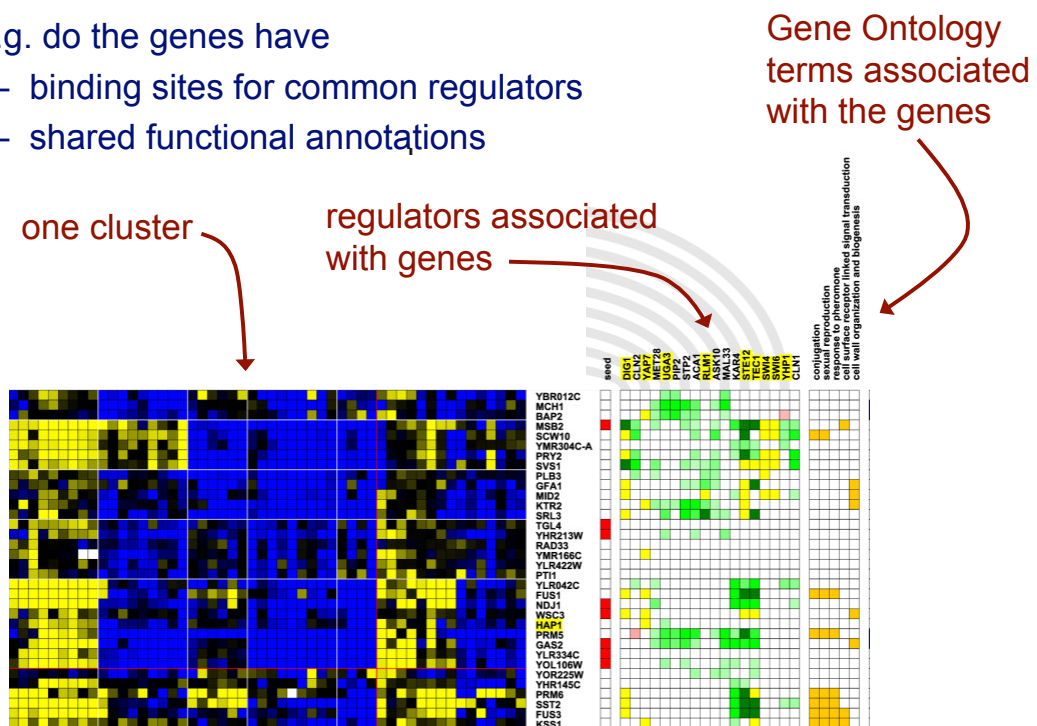 .g. do the genes have
– binding sites for common regulators
– shared functional annotations
Gene Ontology
terms associated
with the genes
one cluster
regulators associated
with genes
seed
DIG1
CLN2
YAP7
MET28
UGA3
PIP2
STP2
ACA1
RLM1
ASK10
MAL33
KAR4
STE12
TEC1
SWI4
SWI6
YHP1
CLN1
conjugation
sexual reproduction
response to pheromone
cell surface receptor linked signal transduction
cell wall organization and biogenesis
YBR012C
MCH1
BAP2
MSB2
SCW10
YMR304C-A
PRY2
SVS1
PLB3
GFA1
MID2
KTR2
SRL3
TGL4
YHR213W
RAD33
YMR166C
YLR422W
PTI1
YLR042C
FUS1
NDJ1
WSC3
HAP1
PRM5
GAS2
YLR334C
YOL106W
YOR225W
YHR145C
PRM6
SST2
FUS3
KSS1